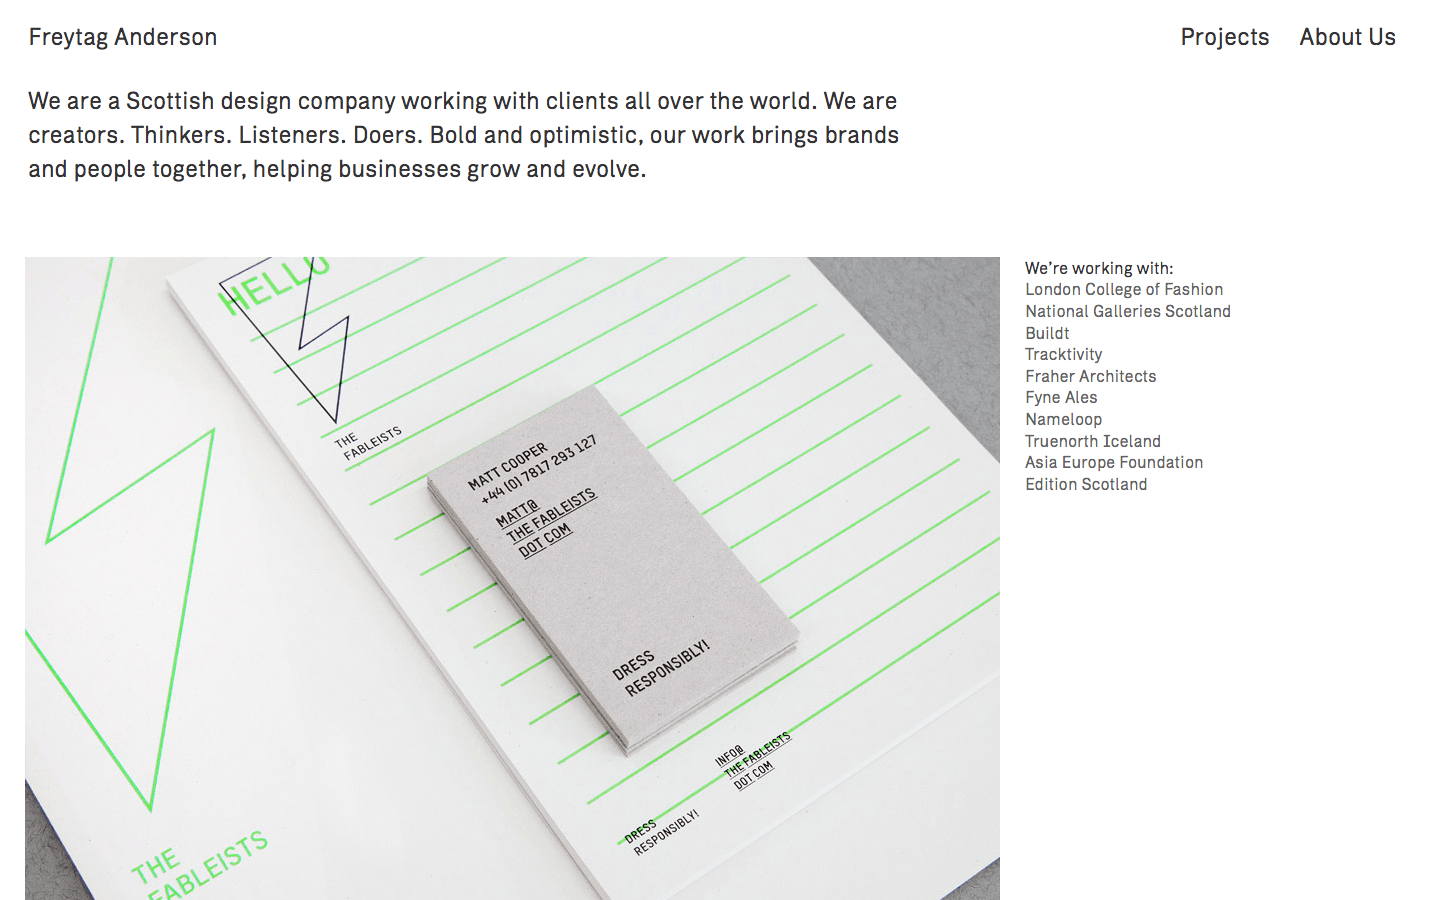 Freytag Anderson
Projects
About Us
We are a Scottish design company working with clients all over the world. We are
creators. Thinkers. Listeners. Doers. Bold and optimistic, our work brings brands
and people together, helping businesses grow and evolve.
HELLO
THE
FABLEISTS
MATT COOPER
+44 (0) 7817 293 127
MATT@
THE FABLEISTS
DOT COM
DRESS
RESPONSIBLY!
INFO@
THE FABLEISTS
DOT COM
DRESS
RESPONSIBLY!
THE
FABLEISTS
We’re working with:
London College of Fashion
National Galleries Scotland
Buildt
Tracktivity
Fraher Architects
Fyne Ales
Nameloop
Truenorth Iceland
Asia Europe Foundation
Edition Scotland